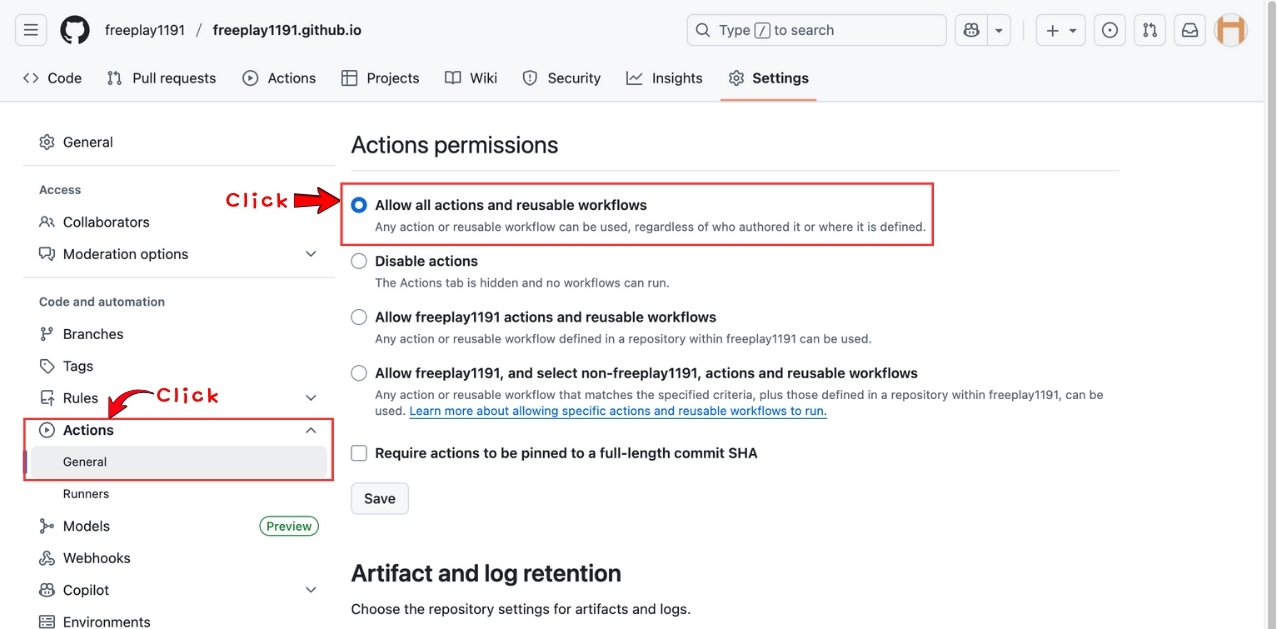 freeplay1191 / freeplay1191.github.io
Type / to search
Code Pull requests Actions Projects Wiki Security Insights Settings
General
Access
Collaborators
Moderation options
Code and automation
Branches
Tags
Rules
Click
Actions
General
Runners
Models Preview
Webhooks
Copilot
Environments
Actions permissions
Click
Allow all actions and reusable workflows
Any action or reusable workflow can be used, regardless of who authored it or where it is defined.
Disable actions
The Actions tab is hidden and no workflows can run.
Allow freeplay1191 actions and reusable workflows
Any action or reusable workflow defined in a repository within freeplay1191 can be used.
Allow freeplay1191, and select non-freeplay1191, actions and reusable workflows
Any action or reusable workflow that matches the specified criteria, plus those defined in a repository within freeplay1191, can be
used. Learn more about allowing specific actions and reusable workflows to run.
Require actions to be pinned to a full-length commit SHA
Save
Artifact and log retention
Choose the repository settings for artifacts and logs.